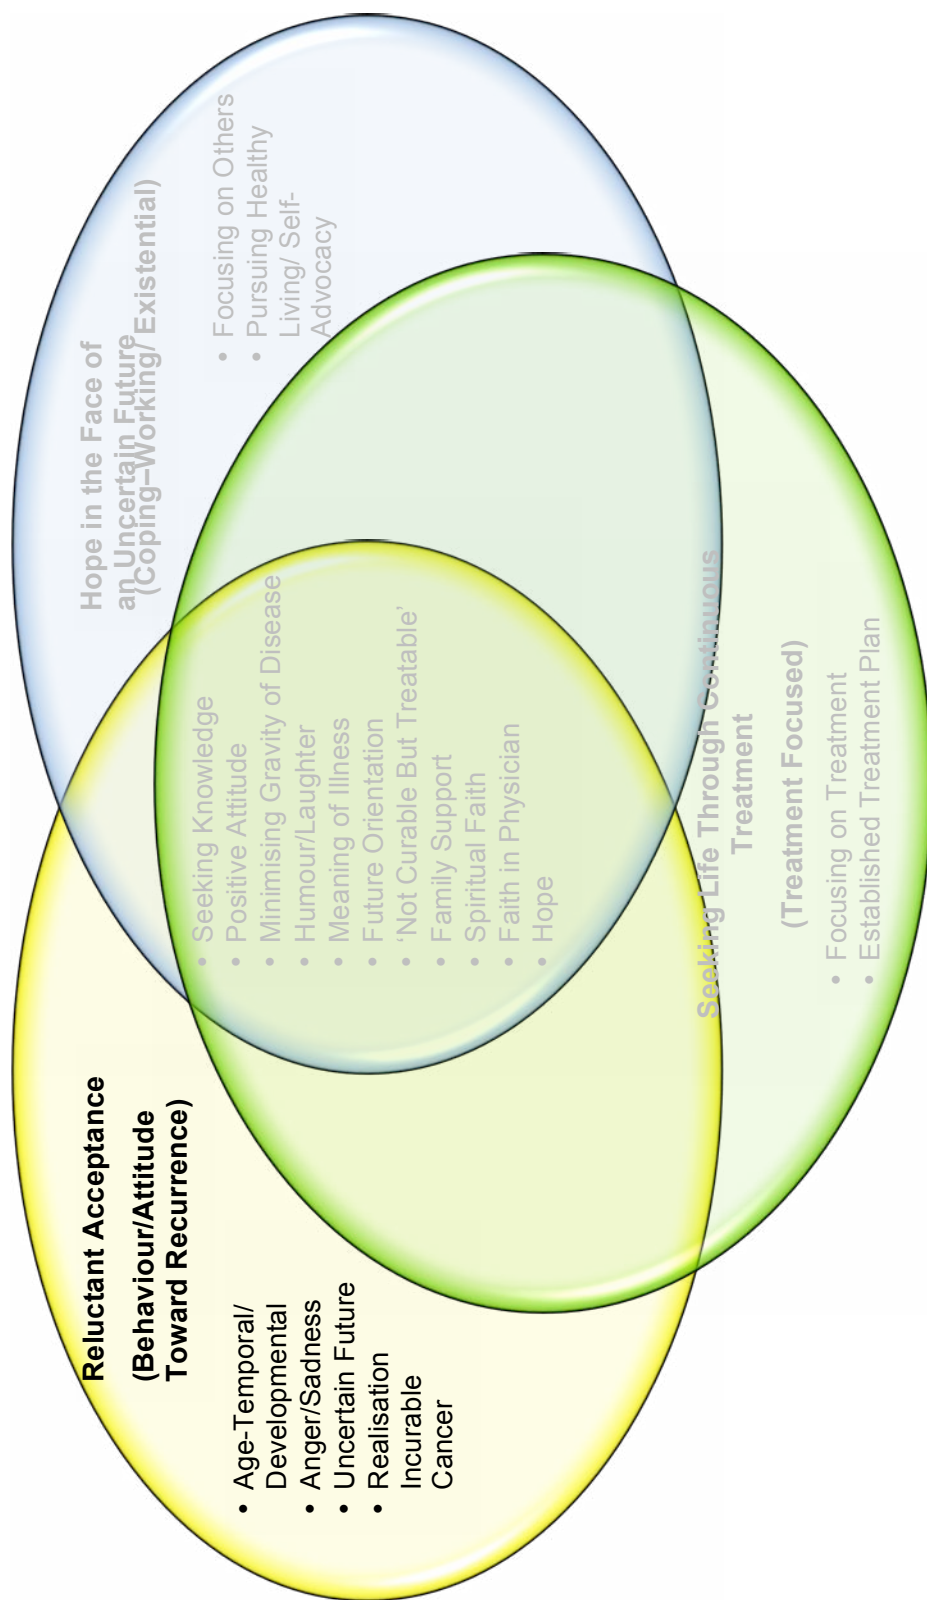 Reluctant Acceptance
(Behaviour/Attitude
Toward Recurrence)
• Age-Temporal/
Developmental
• Anger/Sadness
• Uncertain Future
• Realisation
Incurable
Cancer
Hope in the Face of
an Uncertain Future
(Coping–Working/ Existential)
• Focusing on Others
• Pursuing Healthy
Living/ Self-
Advocacy
• Seeking Knowledge
• Positive Attitude
• Minimising Gravity of Disease
• Humour/Laughter
• Meaning of Illness
• Future Orientation
• ‘Not Curable But Treatable’
• Family Support
• Spiritual Faith
• Faith in Physician
• Hope
Seeking Life Through Continuous
Treatment
(Treatment Focused)
• Focusing on Treatment
• Established Treatment Plan